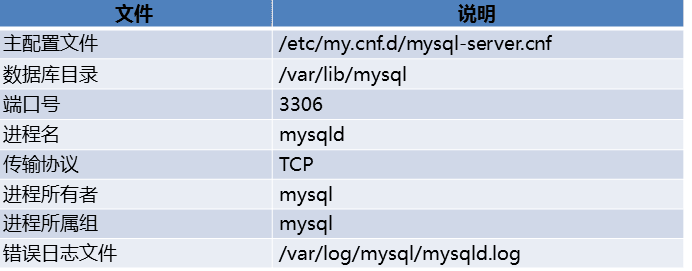 文件 说明
主配置文件 /etc/my.cnf.d/mysql-server.cnf
数据库目录 /var/lib/mysql
端口号 3306
进程名 mysqld
传输协议 TCP
进程所有者 mysql
进程所属组 mysql
错误日志文件 /var/log/mysql/mysqld.log